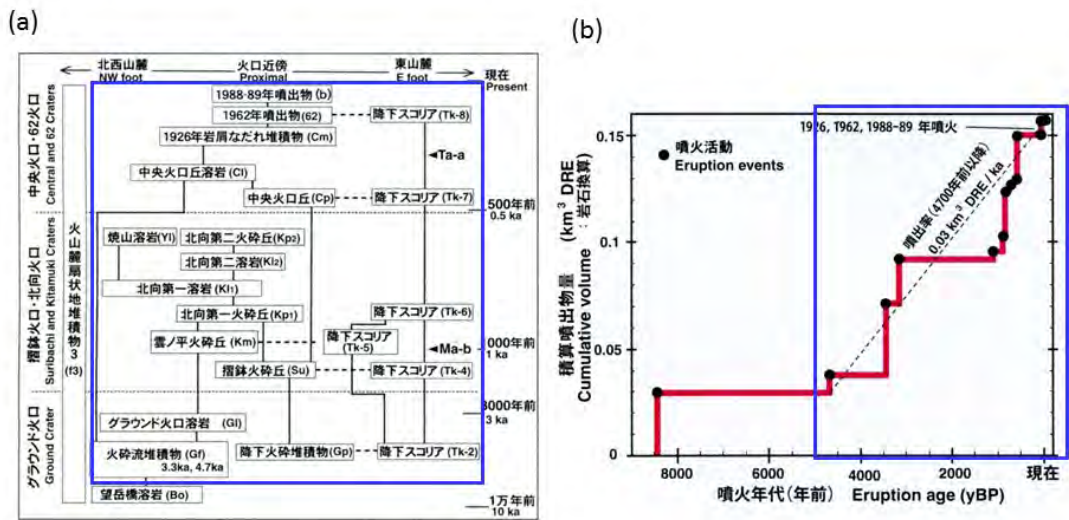 (a)
北西山麓
NW foot
火口近傍
Proximal
東山麓
E foot
現在
Present
中央火口・62火口
Central and 62 Craters
1988-89年噴出物(b)
1962年噴出物(62)
降下スコリア(Tk-8)
1926年岩屑なだれ堆積物(Cm)
Ta-a
中央火口丘溶岩(Cl)
中央火口丘(Cp)
降下スコリア(Tk-7)
500年前
0.5 ka
火山麓扇状地堆積物3
(f3)
摺鉢火口・北向火口
Suribachi and Kitamuki Craters
焼山溶岩(Yl)
北向第二火砕丘(Kp2)
北向第二溶岩(Kl2)
北向第一溶岩(Kl1)
降下スコリア(Tk-6)
北向第一火砕丘(Kp1)
雲ノ平火砕丘(Km)
降下スコリア
(Tk-5)
000年前
1 ka
Ma-b
摺鉢火砕丘(Su)
降下スコリア(Tk-4)
グラウンド火口
Ground Crater
000年前
3 ka
グラウンド火口溶岩(Gl)
火砕流堆積物(Gf)
3.3ka, 4.7ka
降下火砕堆積物(Gp)
降下スコリア(Tk-2)
望岳橋溶岩(Bo)
1万年前
10 ka
(b)
積算噴出物量 (km³ DRE
Cumulative volume :岩石換算)
0.15
0.10
0.05
0
1926, 1962, 1988-89 年噴火
噴火活動
Eruption events
噴出率(4700年前以降)
0.03 km³ DRE / ka
8000
6000
4000
2000
現在
噴火年代(年前) Eruption age (yBP)